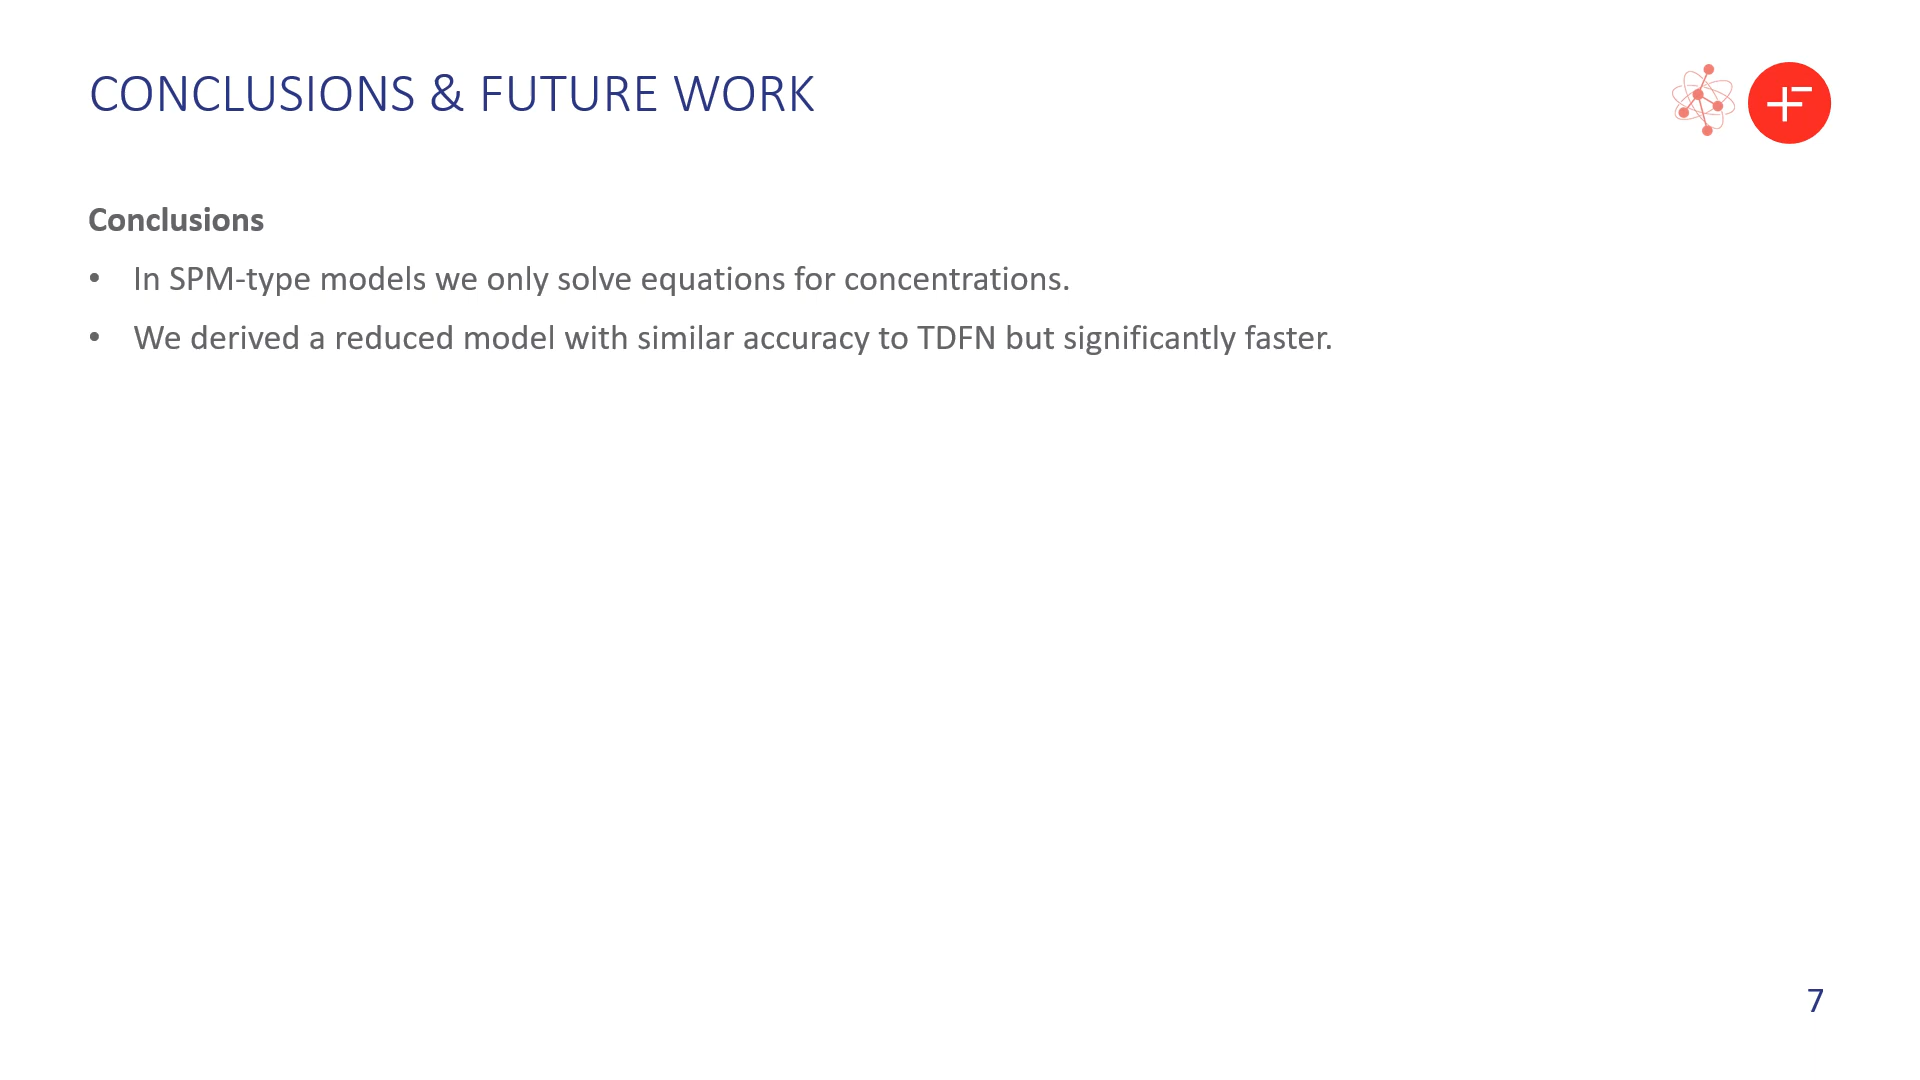 CONCLUSIONS & FUTURE WORK
Conclusions
• In SPM-type models we only solve equations for concentrations.
• We derived a reduced model with similar accuracy to TDFN but significantly faster.
7